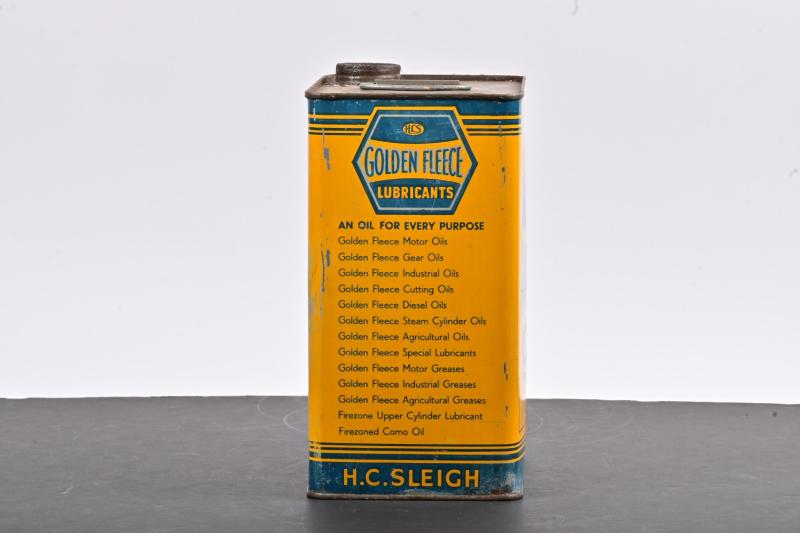 HCS
GOLDEN FLEECE
LUBRICANTS
AN OIL FOR EVERY PURPOSE
Golden Fleece Motor Oils
Golden Fleece Gear Oils
Golden Fleece Industrial Oils
Golden Fleece Cutting Oils
Golden Fleece Diesel Oils
Golden Fleece Steam Cylinder Oils
Golden Fleece Agricultural Oils
Golden Fleece Special Lubricants
Golden Fleece Motor Greases
Golden Fleece Industrial Greases
Golden Fleece Agricultural Greases
Firezone Upper Cylinder Lubricant
Firezoned Como Oil
H.C.SLEIGH